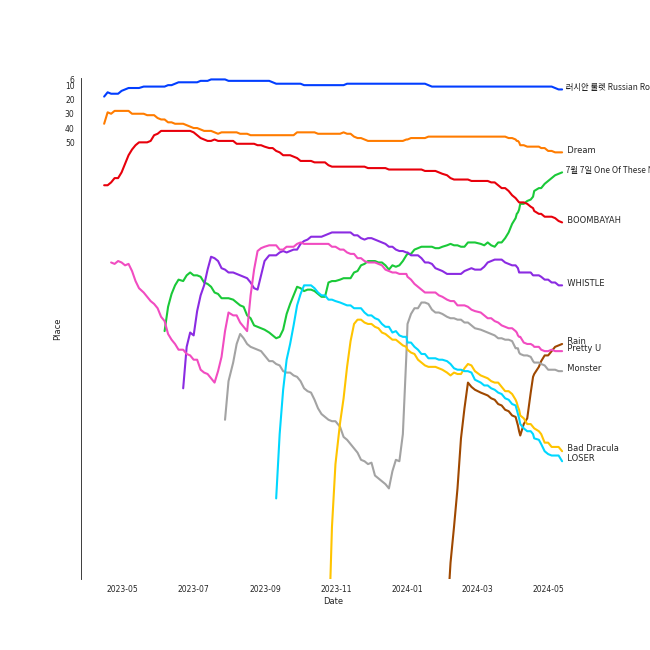 6
10
20
30
40
50
Place
러시안 룰렛 Russian Ro
Dream
7월 7일 One Of These
BOOMBAYAH
WHISTLE
Rain
Pretty U
Monster
Bad Dracula
LOSER
2023-05
2023-07
2023-09
2023-11
2024-01
2024-03
2024-05
Date